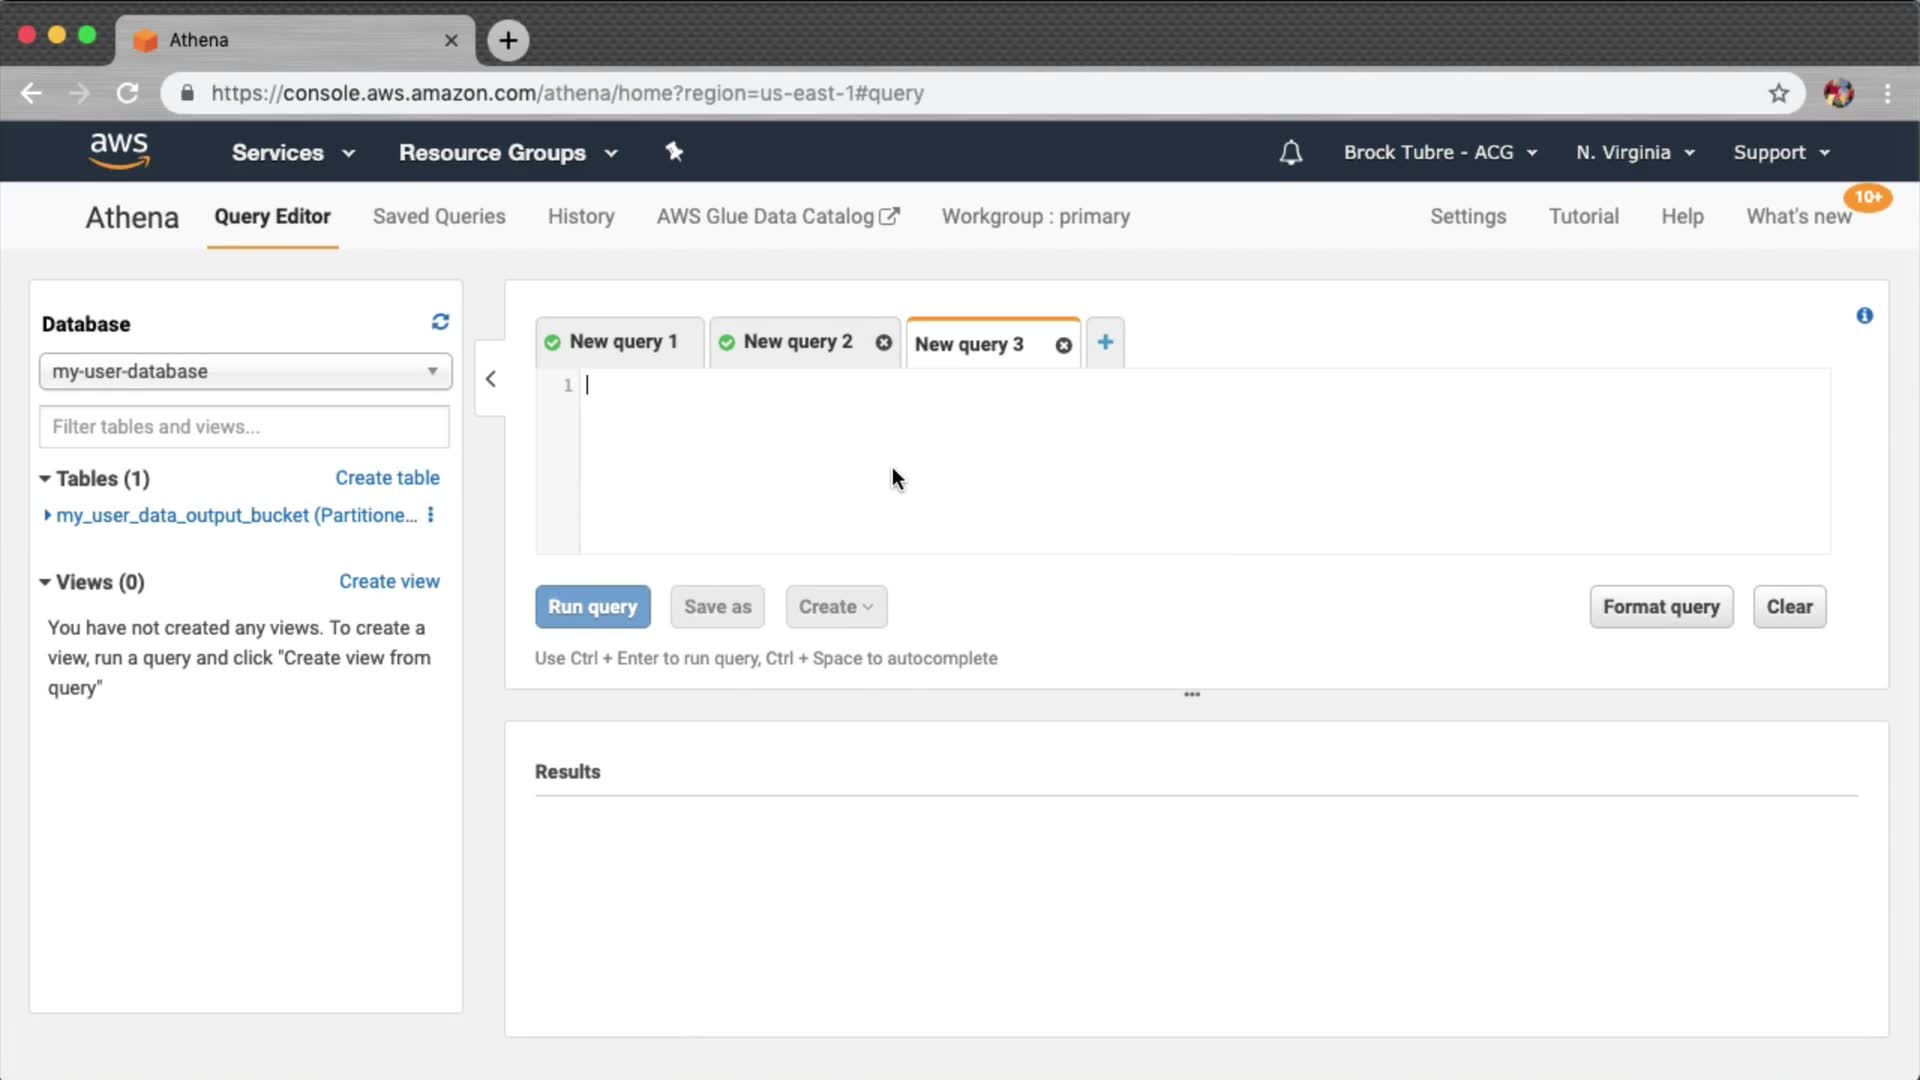 Athena
https://console.aws.amazon.com/athena/home?region=us-east-1#query
aws
Services
Resource Groups
Brock Tubre - ACG
N. Virginia
Support
Athena
Query Editor
Saved Queries
History
AWS Glue Data Catalog
Workgroup : primary
Settings
Tutorial
Help
What's new
10+
Database
my-user-database
Filter tables and views...
Tables (1)
Create table
my_user_data_output_bucket (Partitione...
Views (0)
Create view
You have not created any views. To create a
view, run a query and click "Create view from
query"
New query 1
New query 2
New query 3
1
Run query
Save as
Create
Format query
Clear
Use Ctrl + Enter to run query, Ctrl + Space to autocomplete
Results